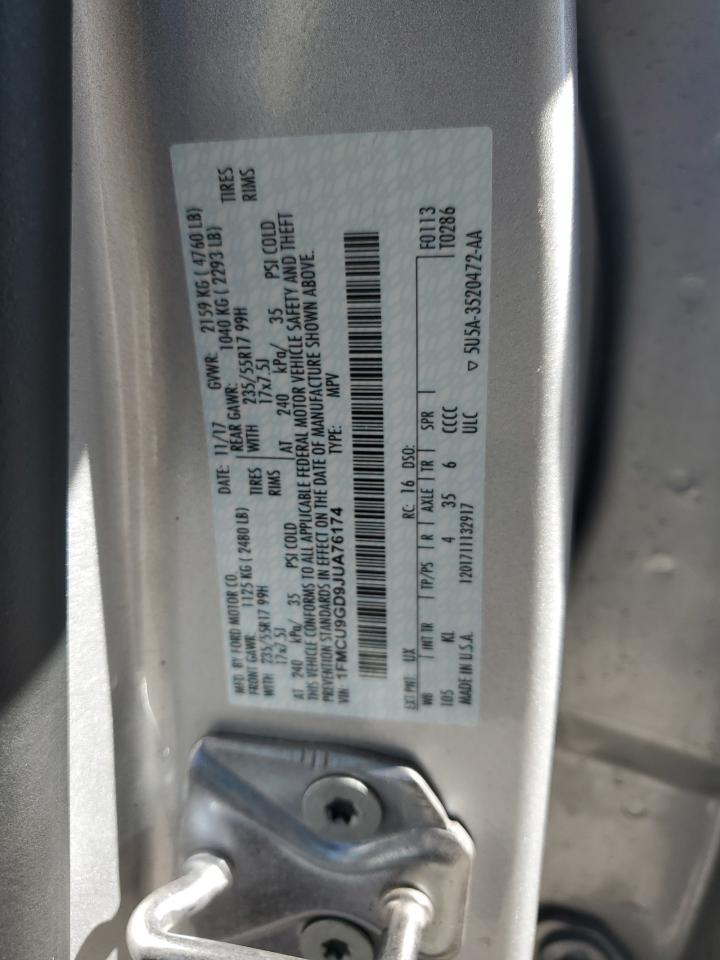 MFD. BY FORD MOTOR CO. DATE: 11/17 GVWR: 2159 KG ( 4760 LB)
FRONT GAWR: 1125 KG ( 2480 LB) REAR GAWR: 1040 KG ( 2293 LB)
WITH 235/55R17 99H TIRES WITH 235/55R17 99H TIRES
17x7.5J RIMS 17x7.5J RIMS
AT 240 kPa/ 35 PSI COLD AT 240 kPa/ 35 PSI COLD
THIS VEHICLE CONFORMS TO ALL APPLICABLE FEDERAL MOTOR VEHICLE SAFETY AND THEFT
PREVENTION STANDARDS IN EFFECT ON THE DATE OF MANUFACTURE SHOWN ABOVE.
VIN: 1FMCU9GD9JUA76174 TYPE: MPV
EXT PNT: UX RC: 16 DSO: F0113
WB INT TR TP/PS R AXLE TR SPR T0286
105 KL 4 35 6 CCCC
MADE IN U.S.A. 1201711132917 ULC ▽ 5U5A-3520472-AA